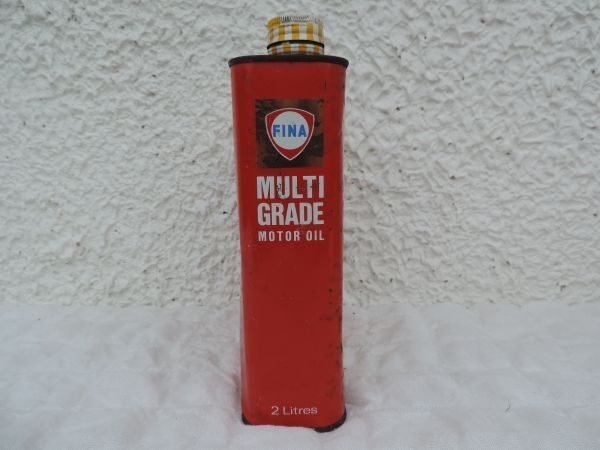 FINA
MULTI
GRADE
MOTOR OIL
2 Litres